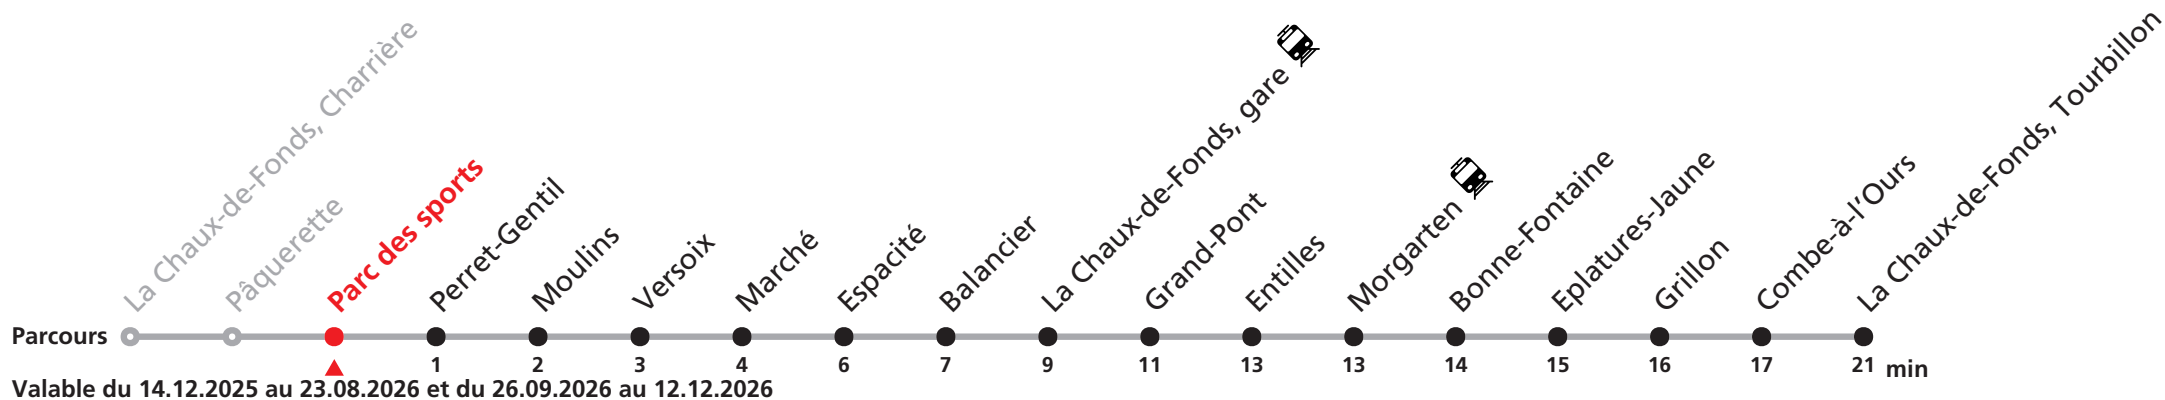 La Chaux-de-Fonds, Charrière
Pâquerette
Parc des sports
Perret-Gentil
Moulins
Versoix
Marché
Espacité
Balancier
La Chaux-de-Fonds, gare
Grand-Pont
Entilles
Morgarten
Bonne-Fontaine
Eplatures-Jaune
Grillon
Combe-à-l'Ours
La Chaux-de-Fonds, Tourbillon
Parcours
1 2 3 4 6 7 9 11 13 13 14 15 16 17 21 min
Valable du 14.12.2025 au 23.08.2026 et du 26.09.2026 au 12.12.2026